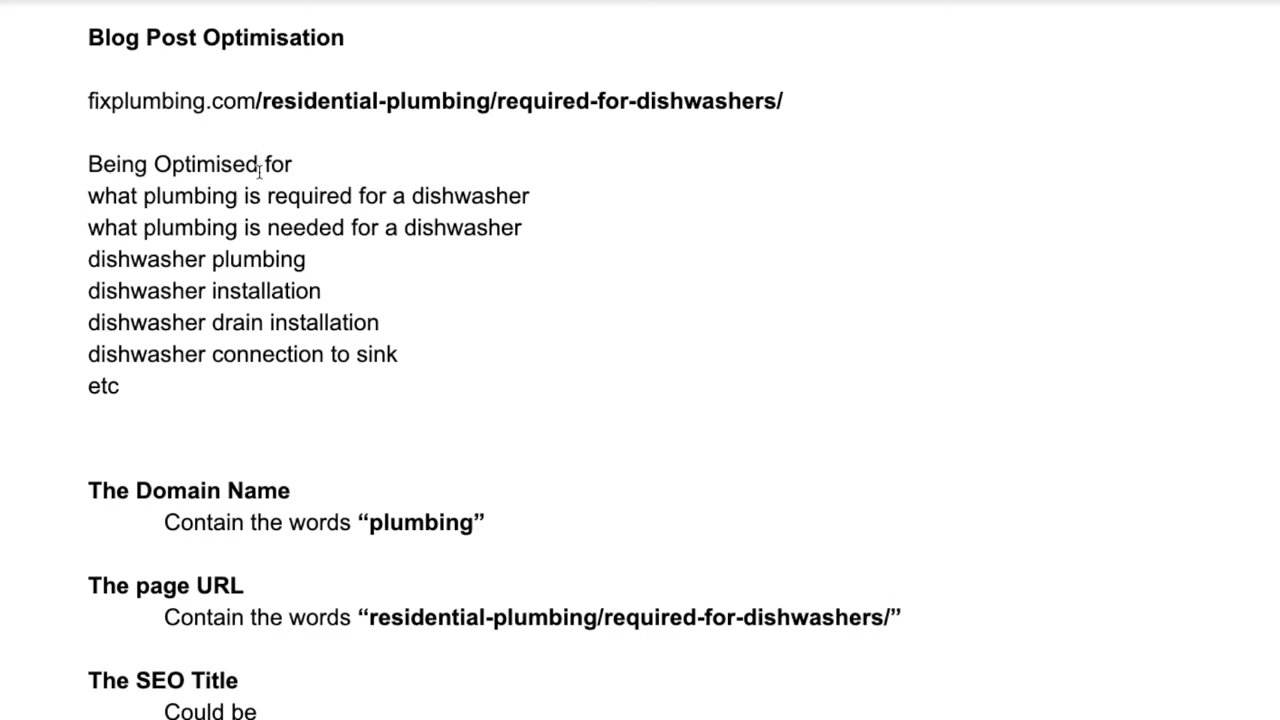 Blog Post Optimisation
fixplumbing.com/residential-plumbing/required-for-dishwashers/
Being Optimised for
what plumbing is required for a dishwasher
what plumbing is needed for a dishwasher
dishwasher plumbing
dishwasher installation
dishwasher drain installation
dishwasher connection to sink
etc
The Domain Name
Contain the words “plumbing”
The page URL
Contain the words “residential-plumbing/required-for-dishwashers/”
The SEO Title
Could be